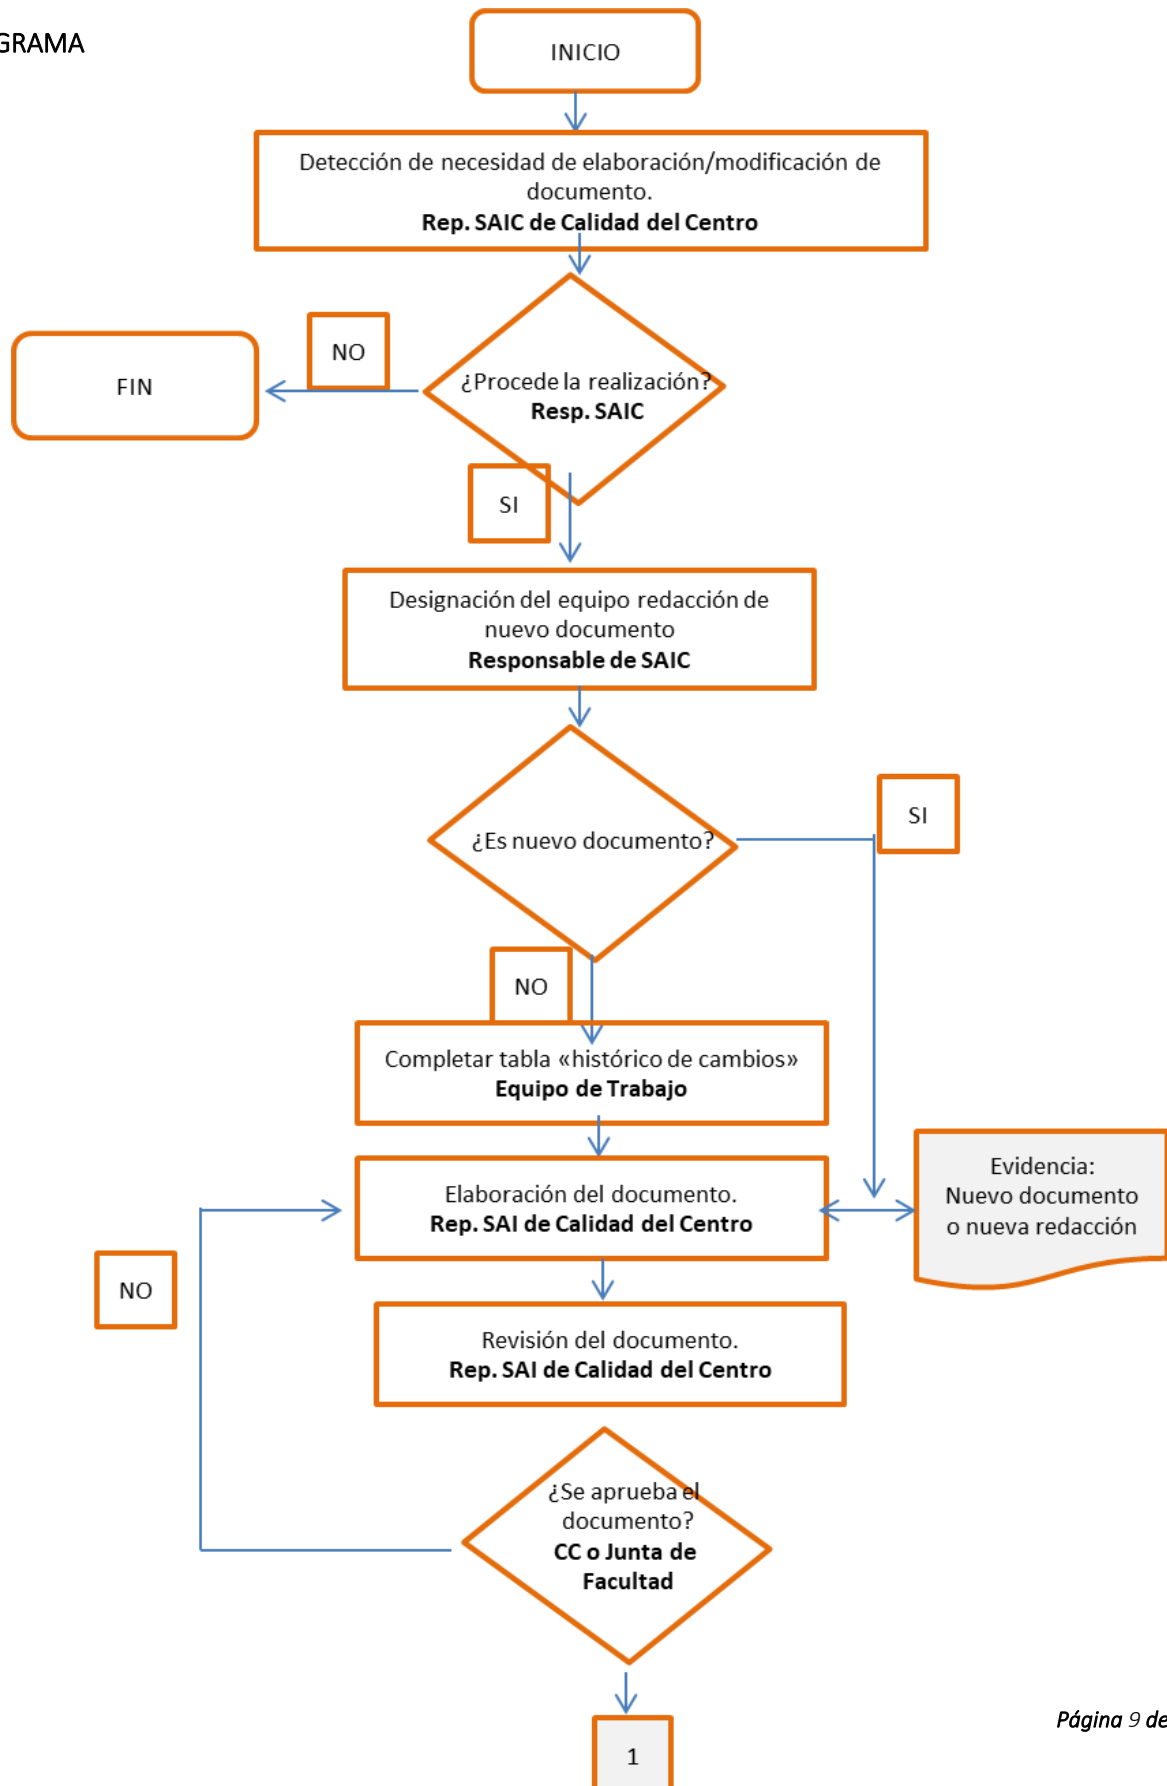 GRAMA
INICIO
Detección de necesidad de elaboración/modificación de
documento.
Rep. SAIC de Calidad del Centro
NO
FIN
¿Procede la realización?
Resp. SAIC
SI
Designación del equipo redacción de
nuevo documento
Responsable de SAIC
SI
¿Es nuevo documento?
NO
Completar tabla «histórico de cambios»
Equipo de Trabajo
Evidencia:
Nuevo documento
o nueva redacción
Elaboración del documento.
Rep. SAI de Calidad del Centro
NO
Revisión del documento.
Rep. SAI de Calidad del Centro
¿Se aprueba el
documento?
CC o Junta de
Facultad
Página 9 de
1